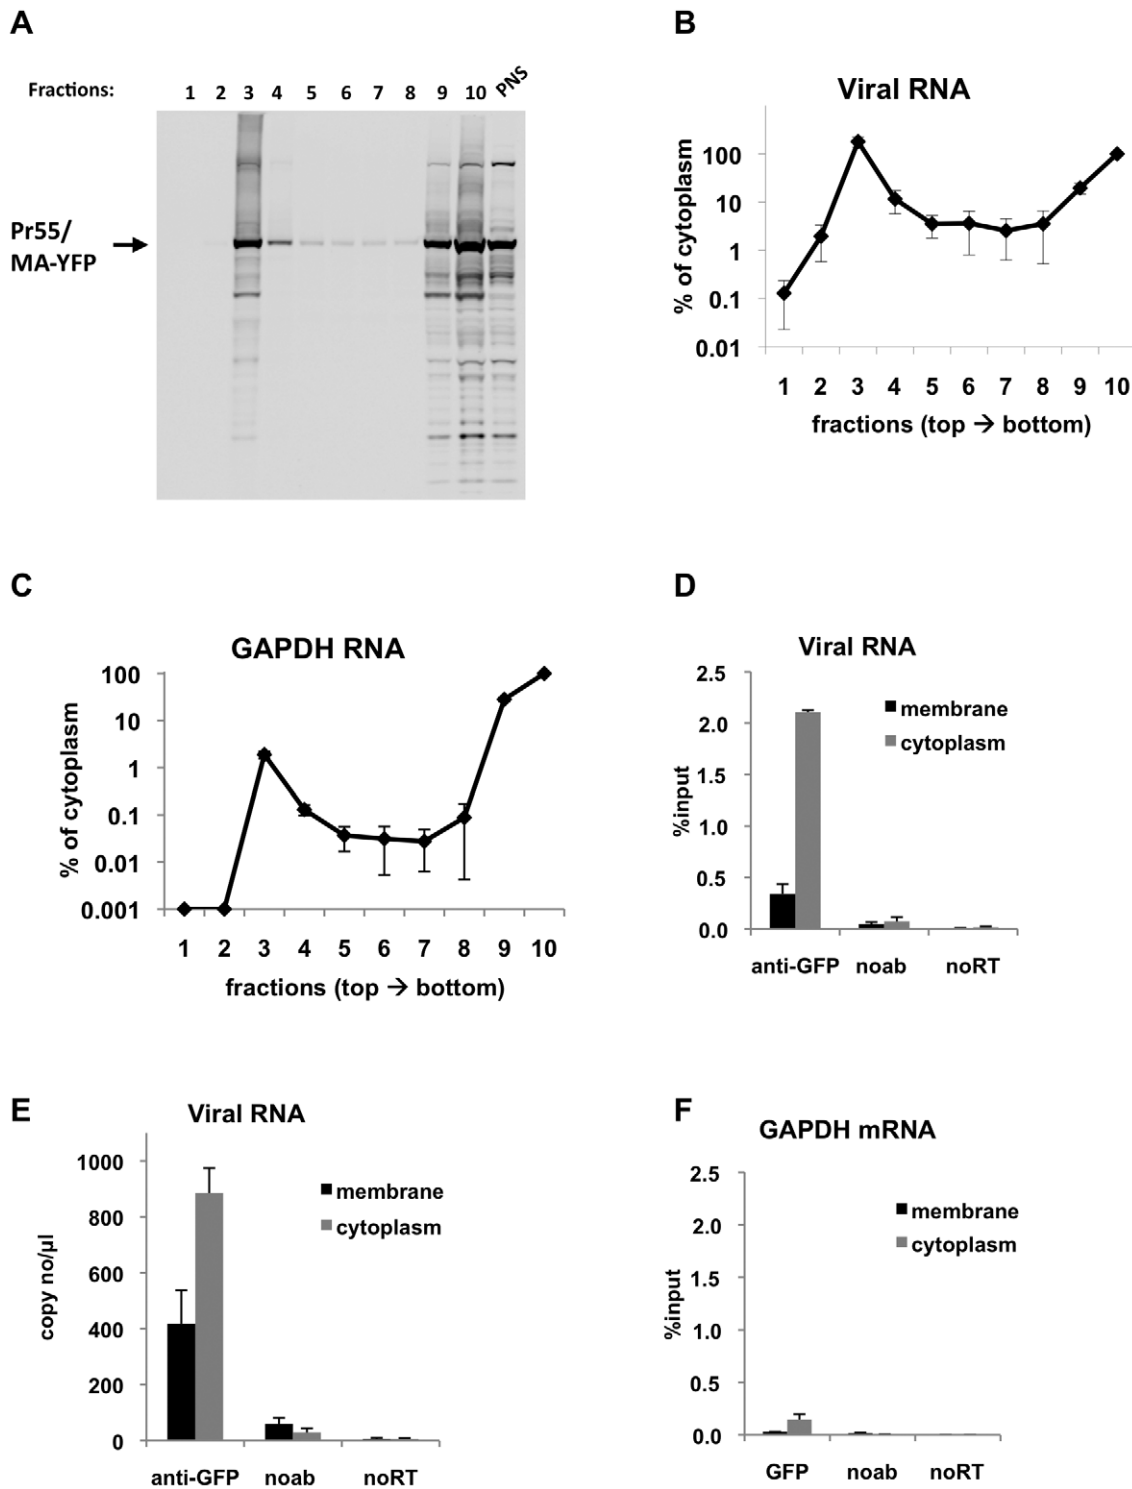 A
Fractions: 1 2 3 4 5 6 7 8 9 10 PNS
Pr55/
MA-YFP
B
Viral RNA
% of cytoplasm
100
10
1
0.1
0.01
1 2 3 4 5 6 7 8 9 10
fractions (top → bottom)
C
GAPDH RNA
% of cytoplasm
100
10
1
0.1
0.01
0.001
1 2 3 4 5 6 7 8 9 10
fractions (top → bottom)
D
Viral RNA
%input
2.5
2.0
1.5
1.0
0.5
0.0
membrane
cytoplasm
anti-GFP noab noRT
E
Viral RNA
copy no/µl
1000
800
600
400
200
0
membrane
cytoplasm
anti-GFP noab noRT
F
GAPDH mRNA
%input
2.5
2.0
1.5
1.0
0.5
0.0
membrane
cytoplasm
GFP noab noRT